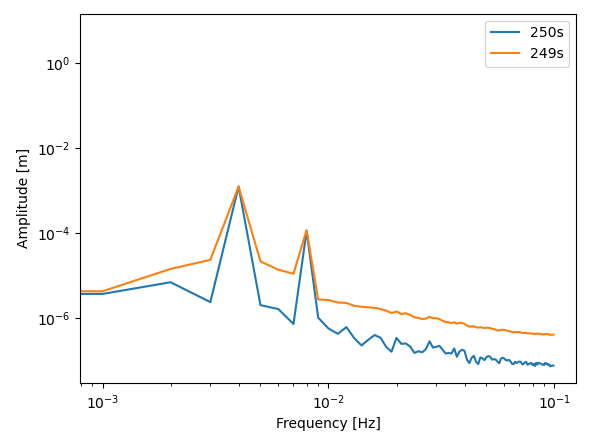 250s
249s
10⁰
10⁻²
10⁻⁴
10⁻⁶
Amplitude [m]
10⁻³
10⁻²
10⁻¹
Frequency [Hz]